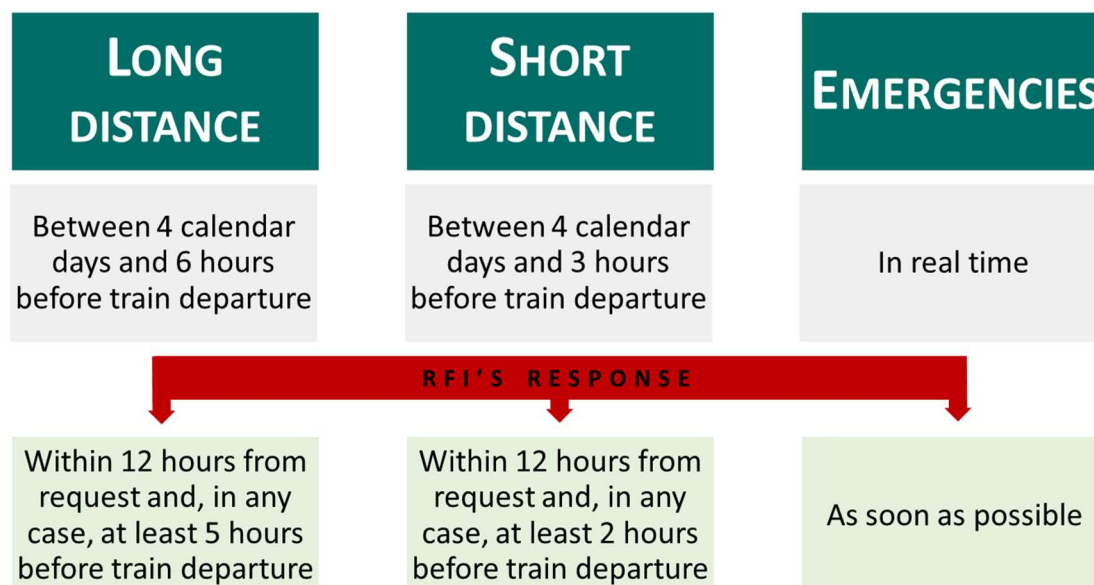 LONG
DISTANCE
SHORT
DISTANCE
EMERGENCIES
Between 4 calendar
days and 6 hours
before train departure
Between 4 calendar
days and 3 hours
before train departure
In real time
RFI'S RESPONSE
Within 12 hours from
request and, in any
case, at least 5 hours
before train departure
Within 12 hours from
request and, in any
case, at least 2 hours
before train departure
As soon as possible